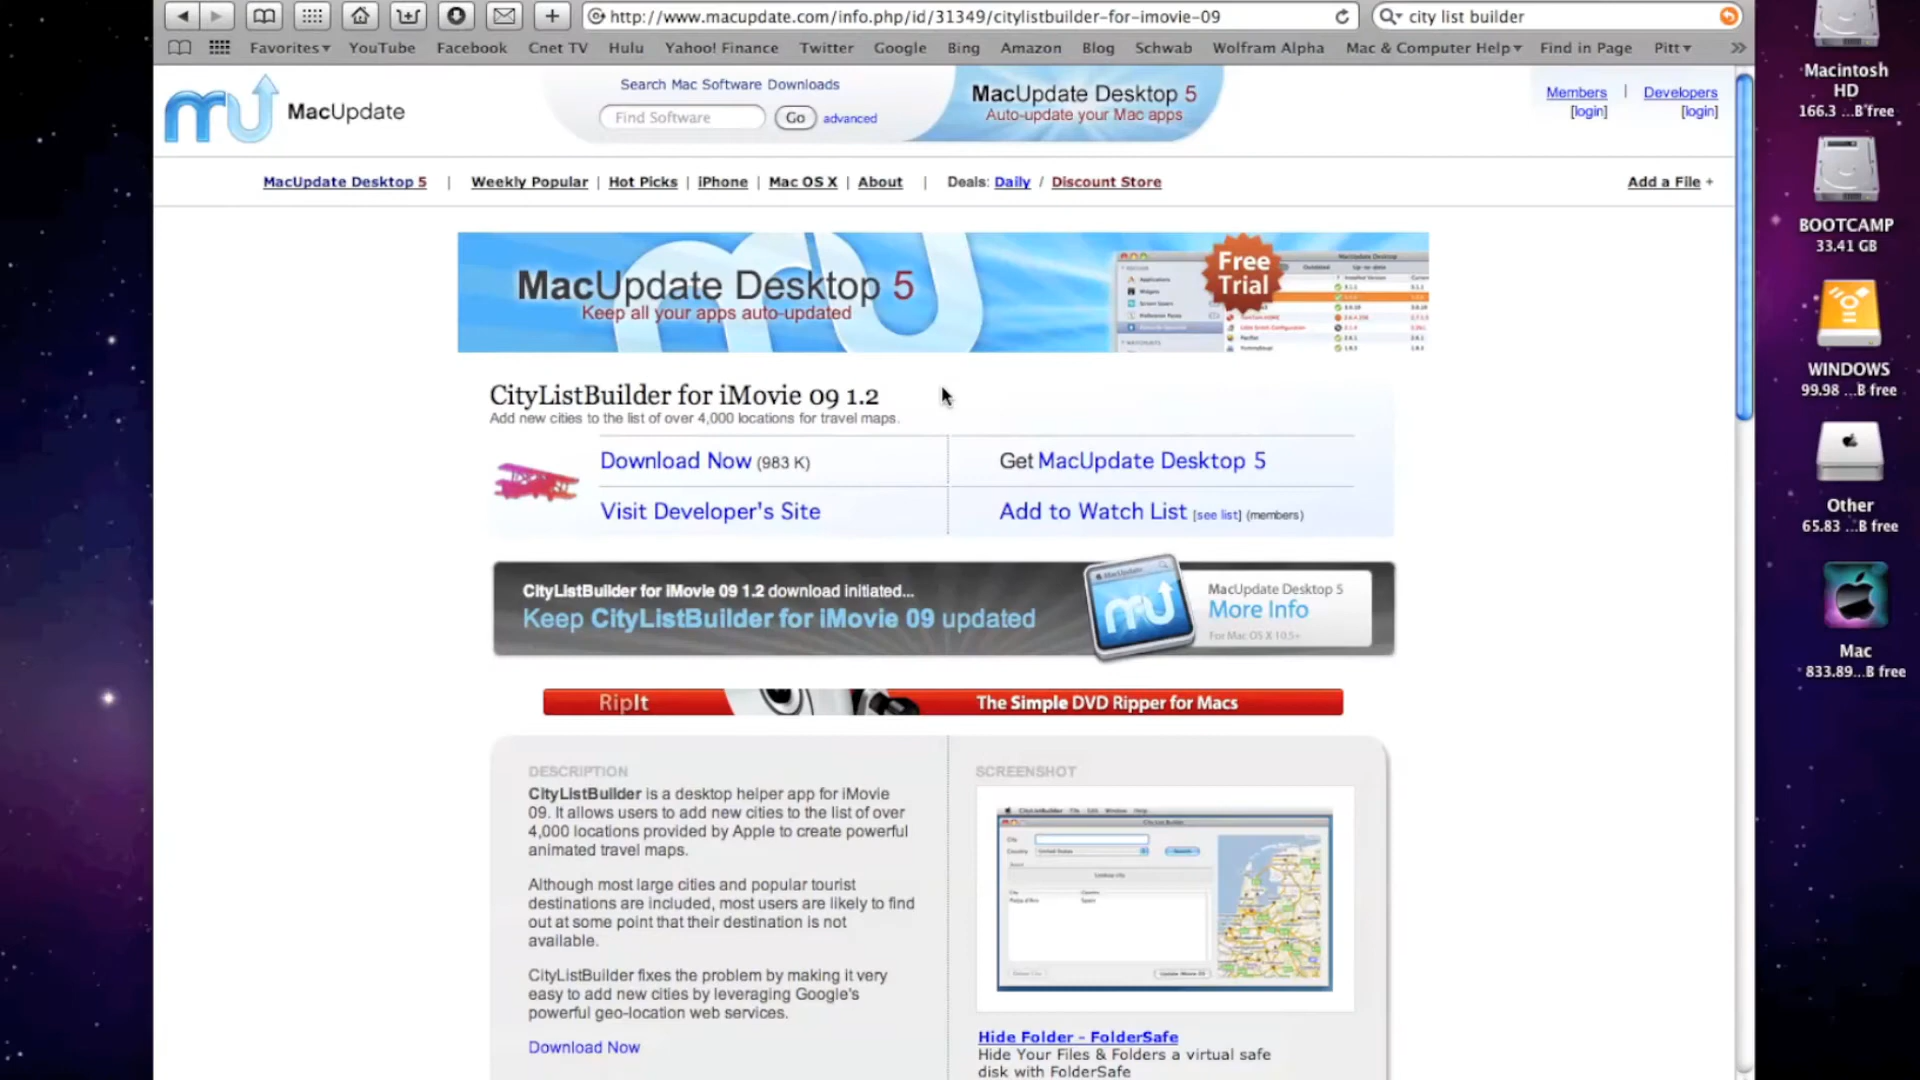 http://www.macupdate.com/info.php/id/31349/citylistbuilder-for-imovie-09
city list builder
Favorites YouTube Facebook Cnet TV Hulu Yahoo! Finance Twitter Google Bing Amazon Blog Schwab Wolfram Alpha Mac & Computer Help Find in Page Pitt
MacUpdate
Search Mac Software Downloads
Find Software Go advanced
MacUpdate Desktop 5
Auto-update your Mac apps
Members | Developers
[login] [login]
MacUpdate Desktop 5 | Weekly Popular | Hot Picks | iPhone | Mac OS X | About | Deals: Daily / Discount Store Add a File +
MacUpdate Desktop 5
Keep all your apps auto-updated
Free
Trial
CityListBuilder for iMovie 09 1.2
Add new cities to the list of over 4,000 locations for travel maps.
Download Now (983 K)
Get MacUpdate Desktop 5
Visit Developer's Site
Add to Watch List [see list] (members)
CityListBuilder for iMovie 09 1.2 download initiated...
Keep CityListBuilder for iMovie 09 updated
MacUpdate Desktop 5
More Info
For Mac OS X 10.5+
RipIt
The Simple DVD Ripper for Macs
DESCRIPTION
CityListBuilder is a desktop helper app for iMovie
09. It allows users to add new cities to the list of over
4,000 locations provided by Apple to create powerful
animated travel maps.
Although most large cities and popular tourist
destinations are included, most users are likely to find
out at some point that their destination is not
available.
CityListBuilder fixes the problem by making it very
easy to add new cities by leveraging Google's
powerful geo-location web services.
Download Now
SCREENSHOT
Hide Folder - FolderSafe
Hide Your Files & Folders a virtual safe
disk with FolderSafe
Macintosh
HD
166.3 ...B free
BOOTCAMP
33.41 GB
WINDOWS
99.98 ...B free
Other
65.83 ...B free
Mac
833.89...B free